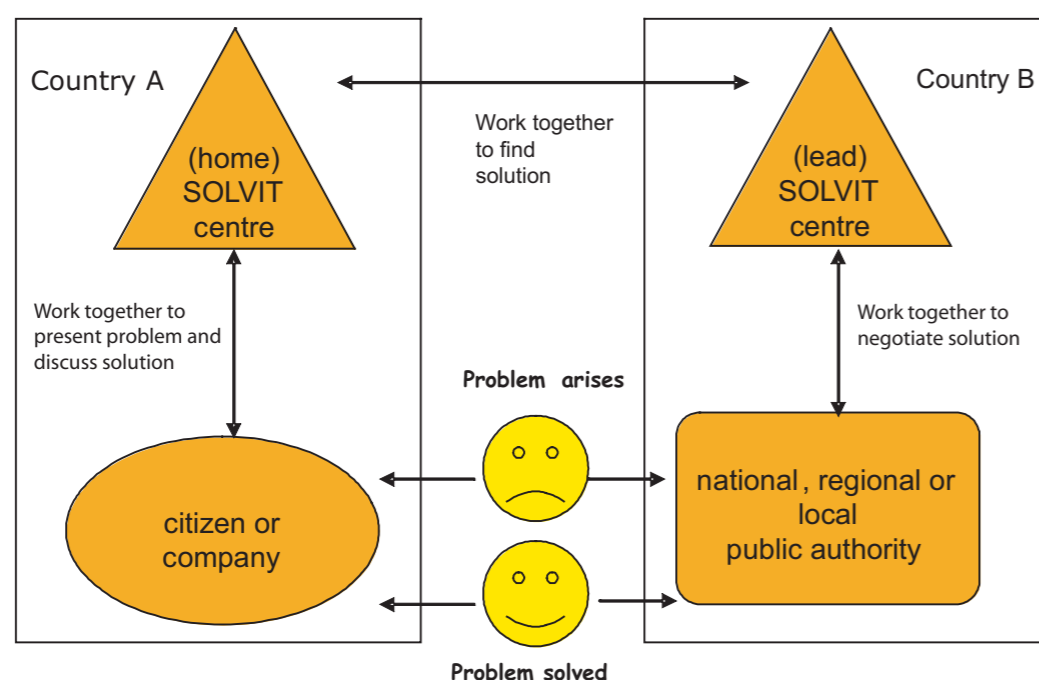 Country A
(home)
SOLVIT
centre
Work together
to find
solution
Country B
(lead)
SOLVIT
centre
Work together to
present problem and
discuss solution
Work together to
negotiate solution
Problem arises
citizen or
company
national, regional or
local
public authority
Problem solved